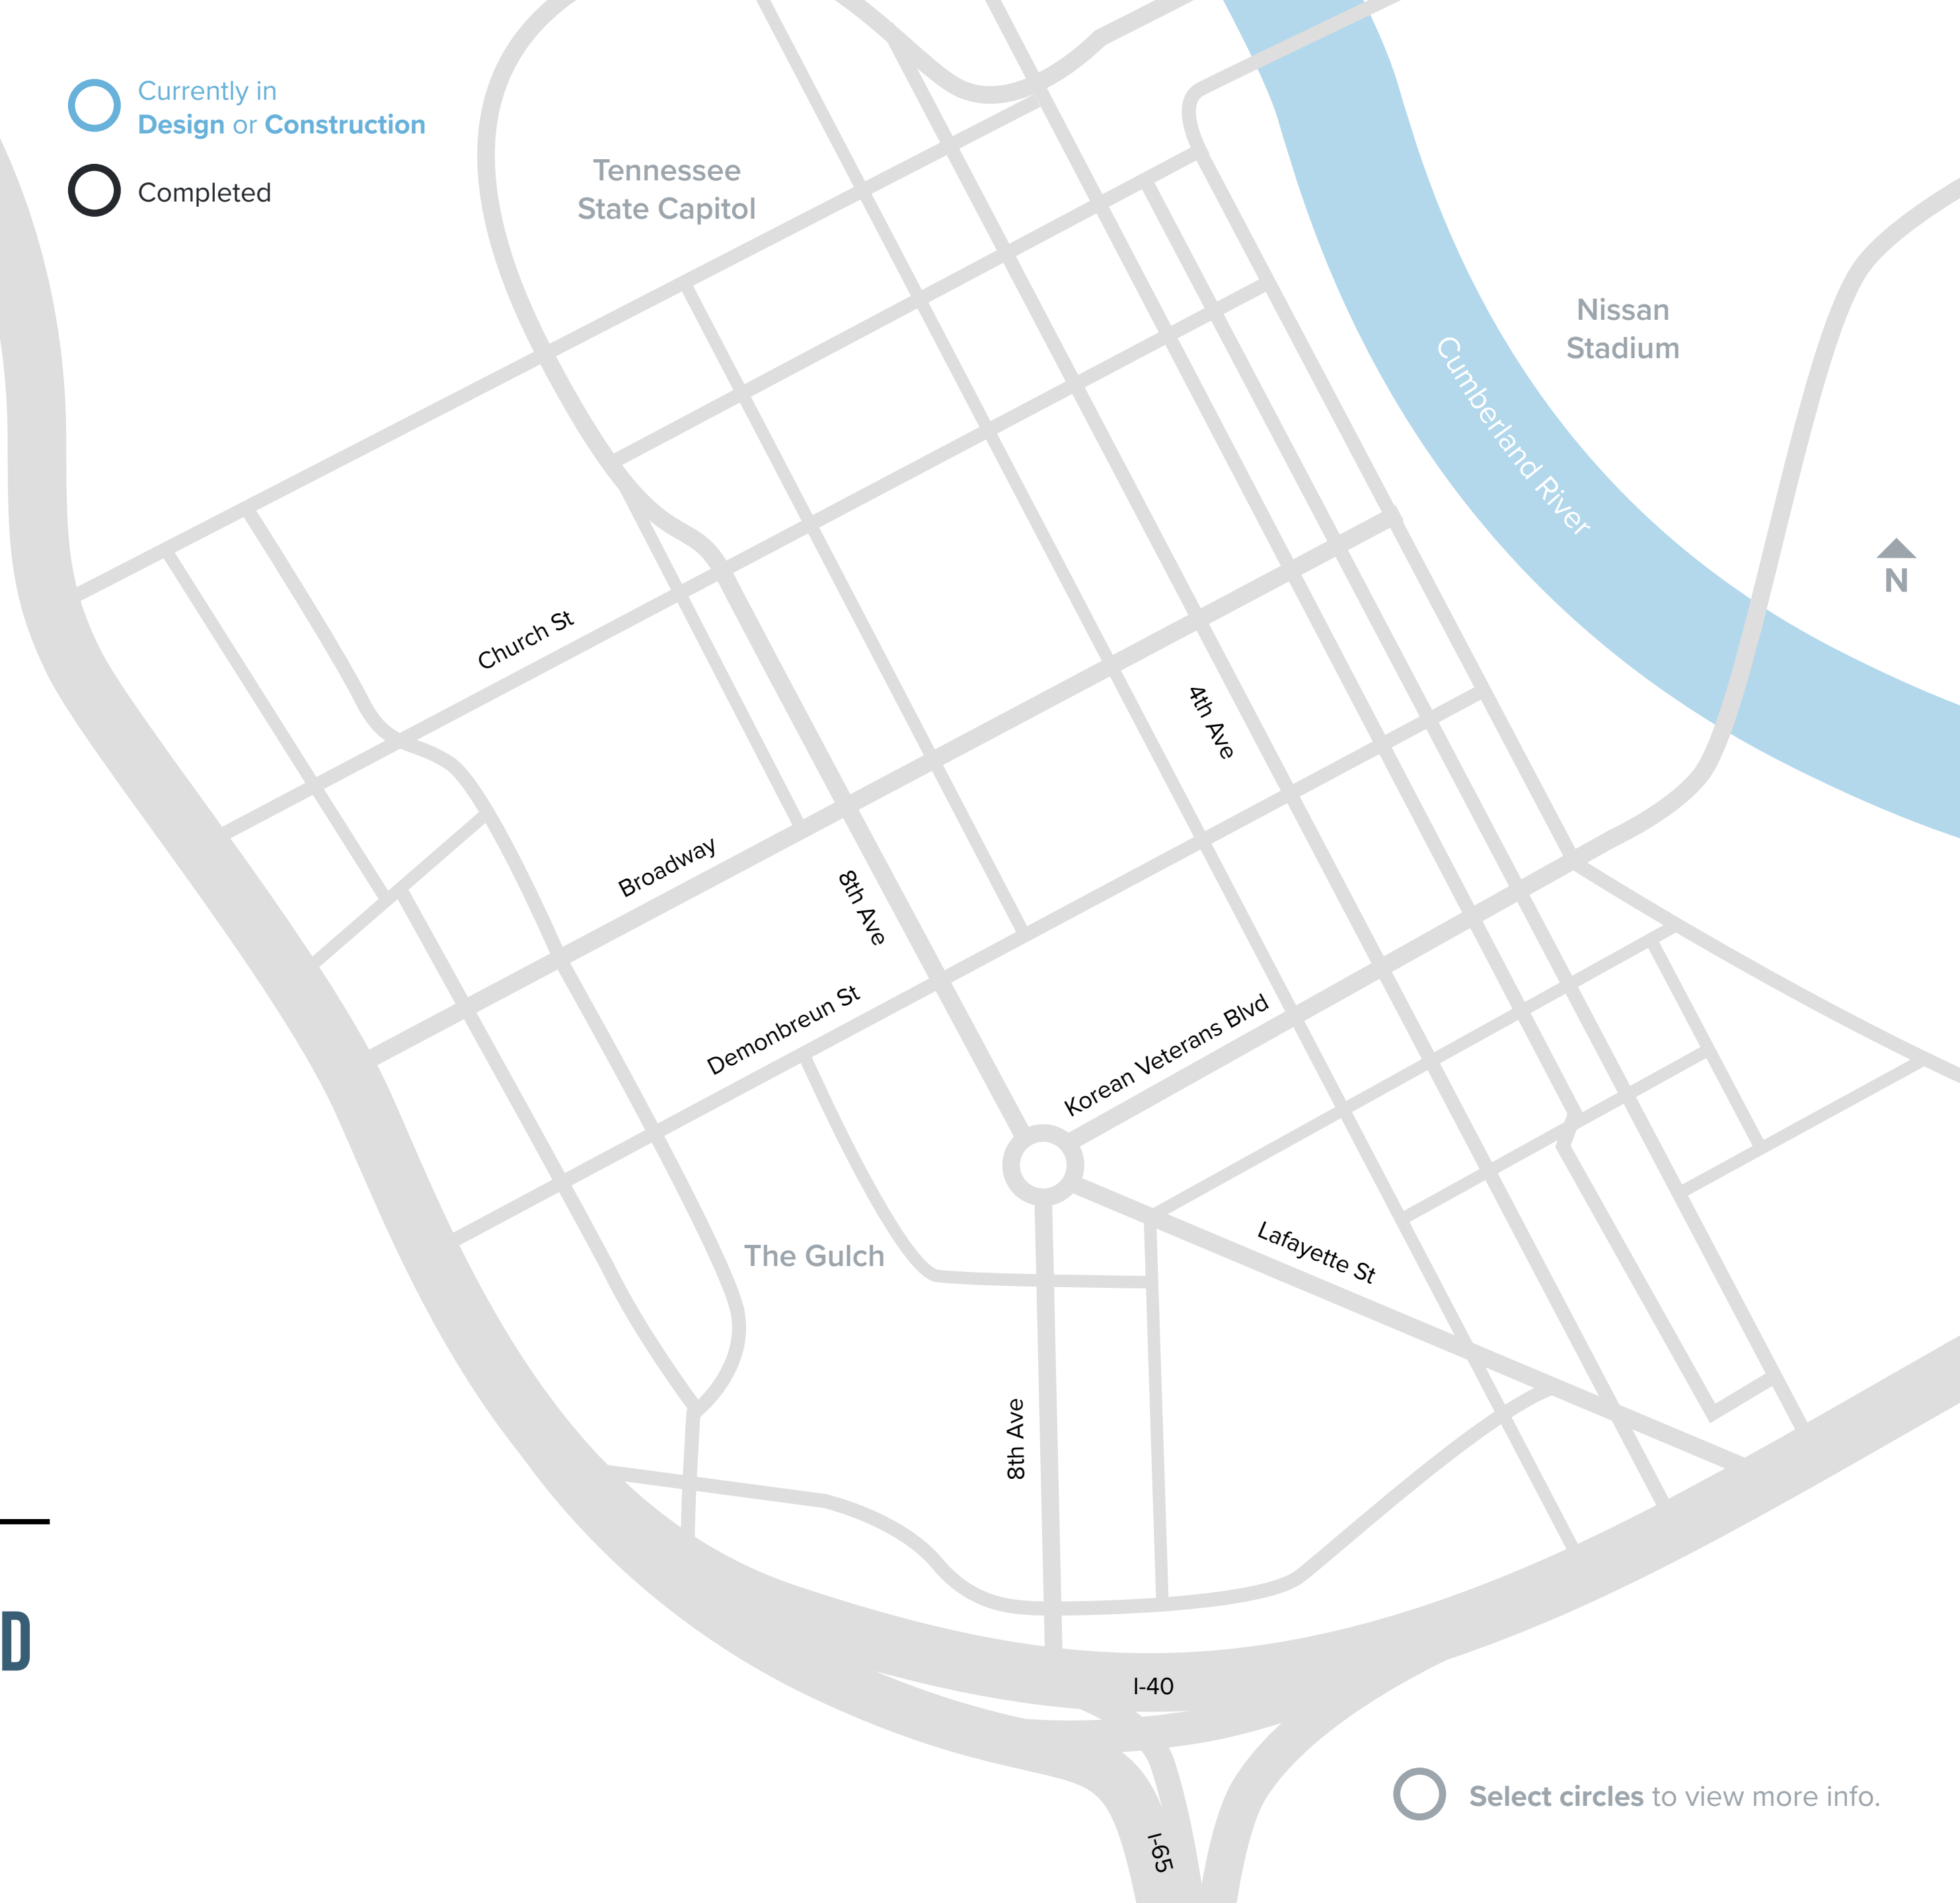 Currently in
Design or Construction
Completed
Tennessee
State Capitol
Nissan
Stadium
Cumberland River
N
Church St
4th Ave
Broadway
8th Ave
Demonbreun St
Korean Veterans Blvd
The Gulch
Lafayette St
8th Ave
D
I-40
Select circles to view more info.
I-65